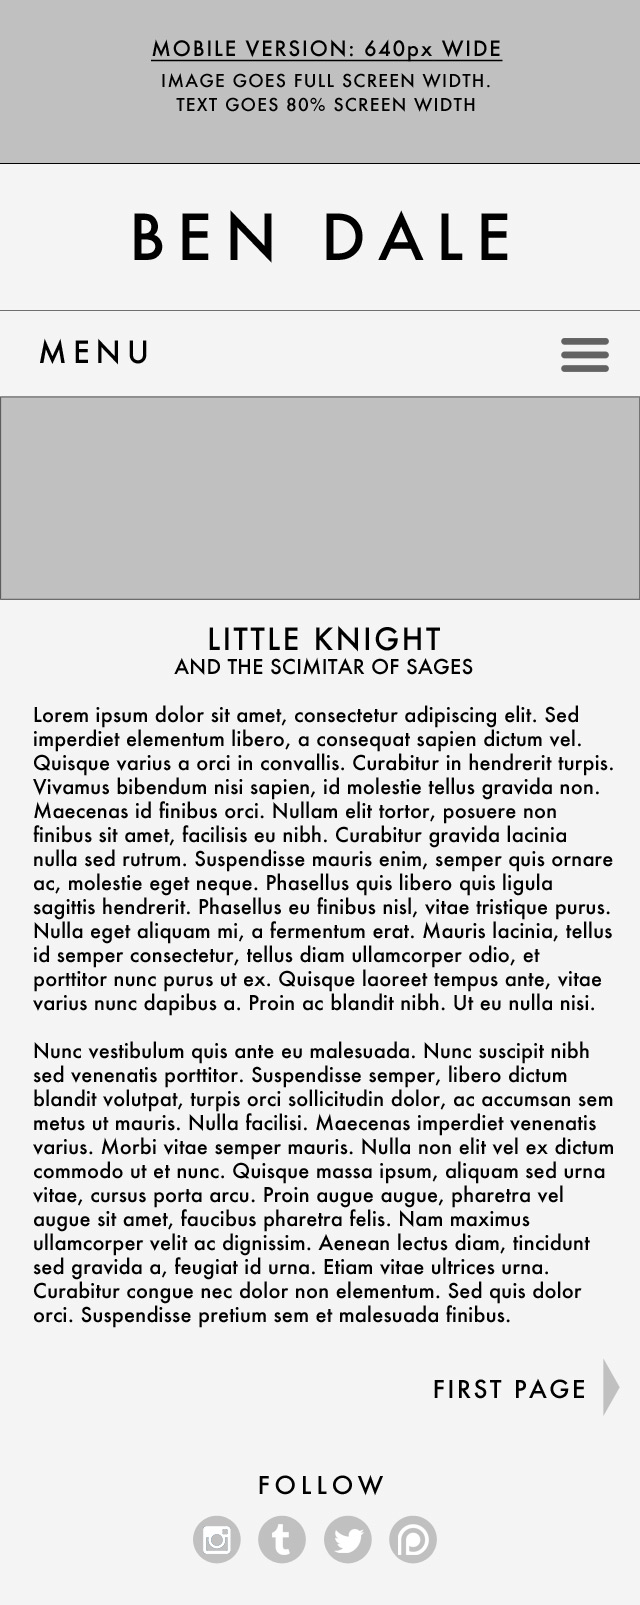 MOBILE VERSION: 640px WIDE
IMAGE GOES FULL SCREEN WIDTH.
TEXT GOES 80% SCREEN WIDTH
BEN DALE
MENU
LITTLE KNIGHT
AND THE SCIMITAR OF SAGES
Lorem ipsum dolor sit amet, consectetur adipiscing elit. Sed
imperdiet elementum libero, a consequat sapien dictum vel.
Quisque varius a orci in convallis. Curabitur in hendrerit turpis.
Vivamus bibendum nisi sapien, id molestie tellus gravida non.
Maecenas id finibus orci. Nullam elit tortor, posuere non
finibus sit amet, facilisis eu nibh. Curabitur gravida lacinia
nulla sed rutrum. Suspendisse mauris enim, semper quis ornare
ac, molestie eget neque. Phasellus quis libero quis ligula
sagittis hendrerit. Phasellus eu finibus nisl, vitae tristique purus.
Nulla eget aliquam mi, a fermentum erat. Mauris lacinia, tellus
id semper consectetur, tellus diam ullamcorper odio, et
porttitor nunc purus ut ex. Quisque laoreet tempus ante, vitae
varius nunc dapibus a. Proin ac blandit nibh. Ut eu nulla nisi.
Nunc vestibulum quis ante eu malesuada. Nunc suscipit nibh
sed venenatis porttitor. Suspendisse semper, libero dictum
blandit volutpat, turpis orci sollicitudin dolor, ac accumsan sem
metus ut mauris. Nulla facilisi. Maecenas imperdiet venenatis
varius. Morbi vitae semper mauris. Nulla non elit vel ex dictum
commodo ut et nunc. Quisque massa ipsum, aliquam sed urna
vitae, cursus porta arcu. Proin augue augue, pharetra vel
augue sit amet, faucibus pharetra felis. Nam maximus
ullamcorper velit ac dignissim. Aenean lectus diam, tincidunt
sed gravida a, feugiat id urna. Etiam vitae ultrices urna.
Curabitur congue nec dolor non elementum. Sed quis dolor
orci. Suspendisse pretium sem et malesuada finibus.
FIRST PAGE
FOLLOW